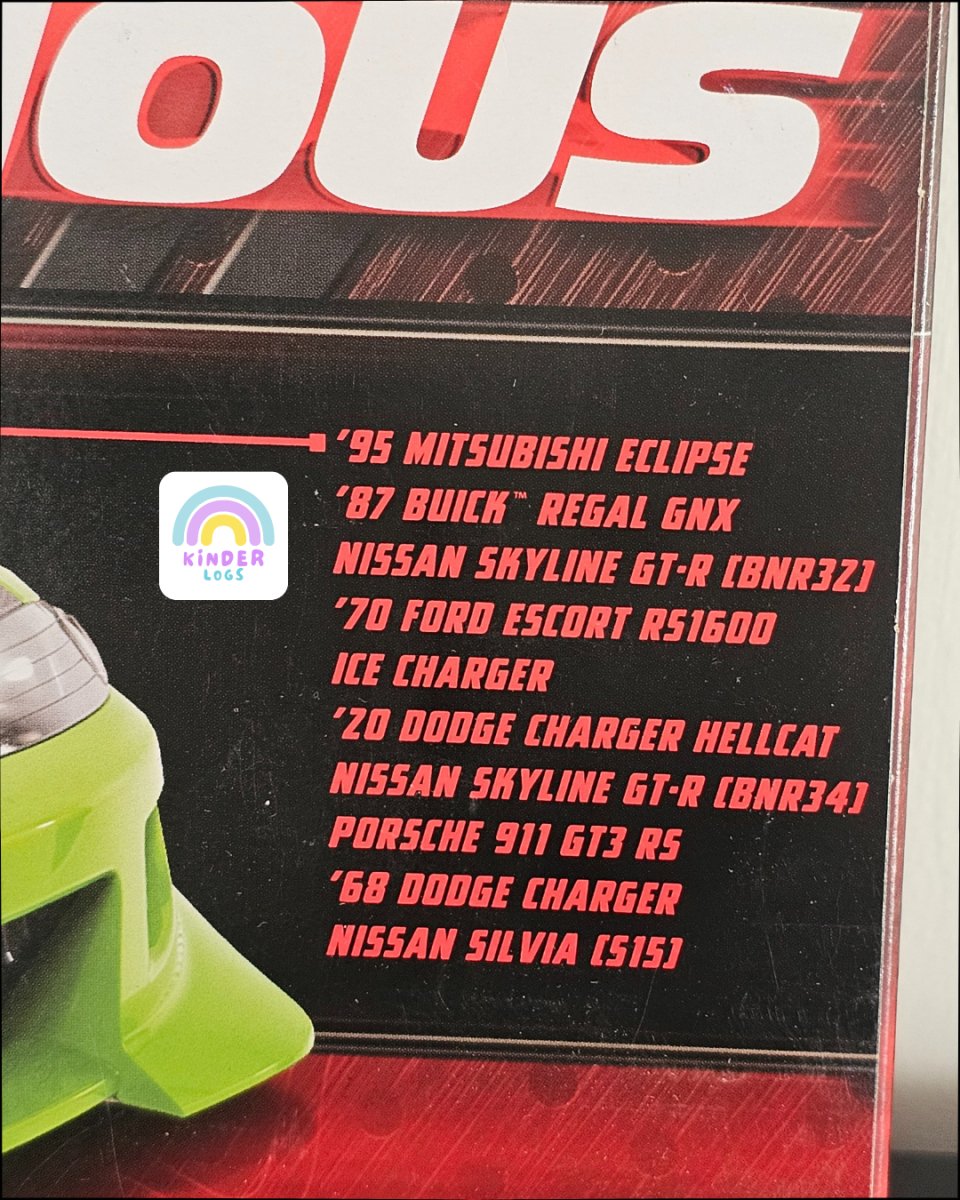 ious
'95 MITSUBISHI ECLIPSE
'87 BUICK™ REGAL GNX
NISSAN SKYLINE GT-R (BNR32)
KiNDER
LOGS
'70 FORD ESCORT RS1600
ICE CHARGER
'20 DODGE CHARGER HELLCAT
NISSAN SKYLINE GT-R (BNR34)
PORSCHE 911 GT3 RS
'68 DODGE CHARGER
NISSAN SILVIA (S15)